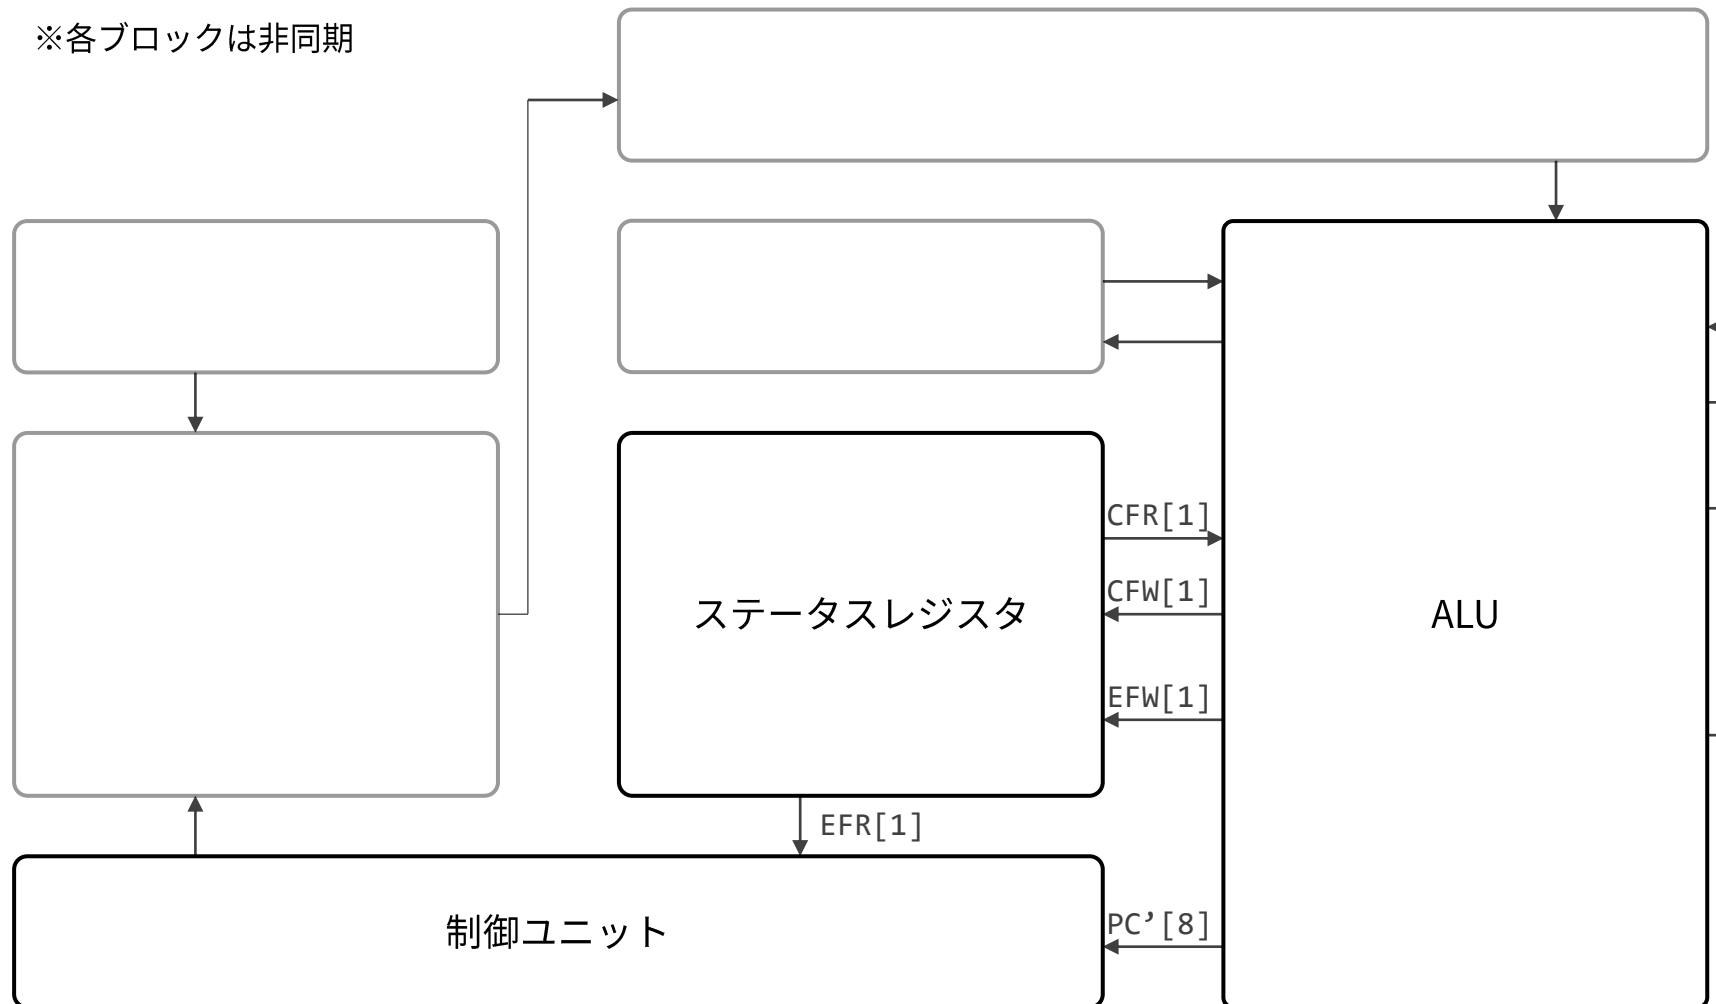 ※各ブロックは非同期
CFR[1]
CFW[1]
ステータスレジスタ
ALU
EFW[1]
EFR[1]
PC’[8]
制御ユニット